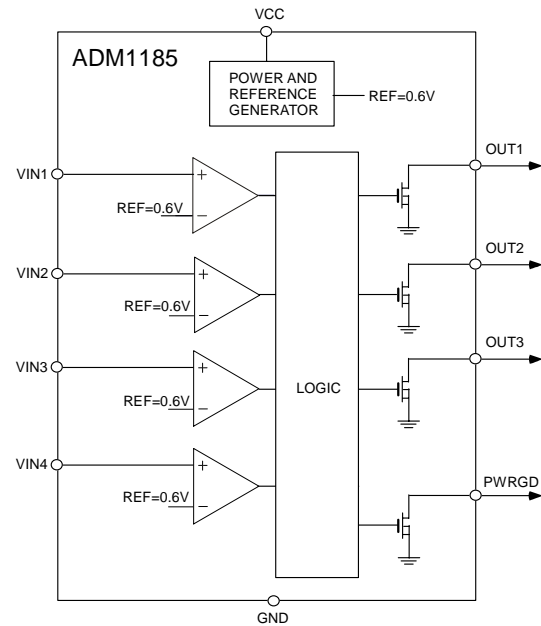 VCC
ADM1185
POWER AND
REFERENCE
GENERATOR
REF=0.6V
OUT1
VIN1
+
REF=0.6V
−
OUT2
VIN2
+
REF=0.6V
−
OUT3
VIN3
+
REF=0.6V
−
LOGIC
VIN4
+
REF=0.6V
−
PWRGD
GND